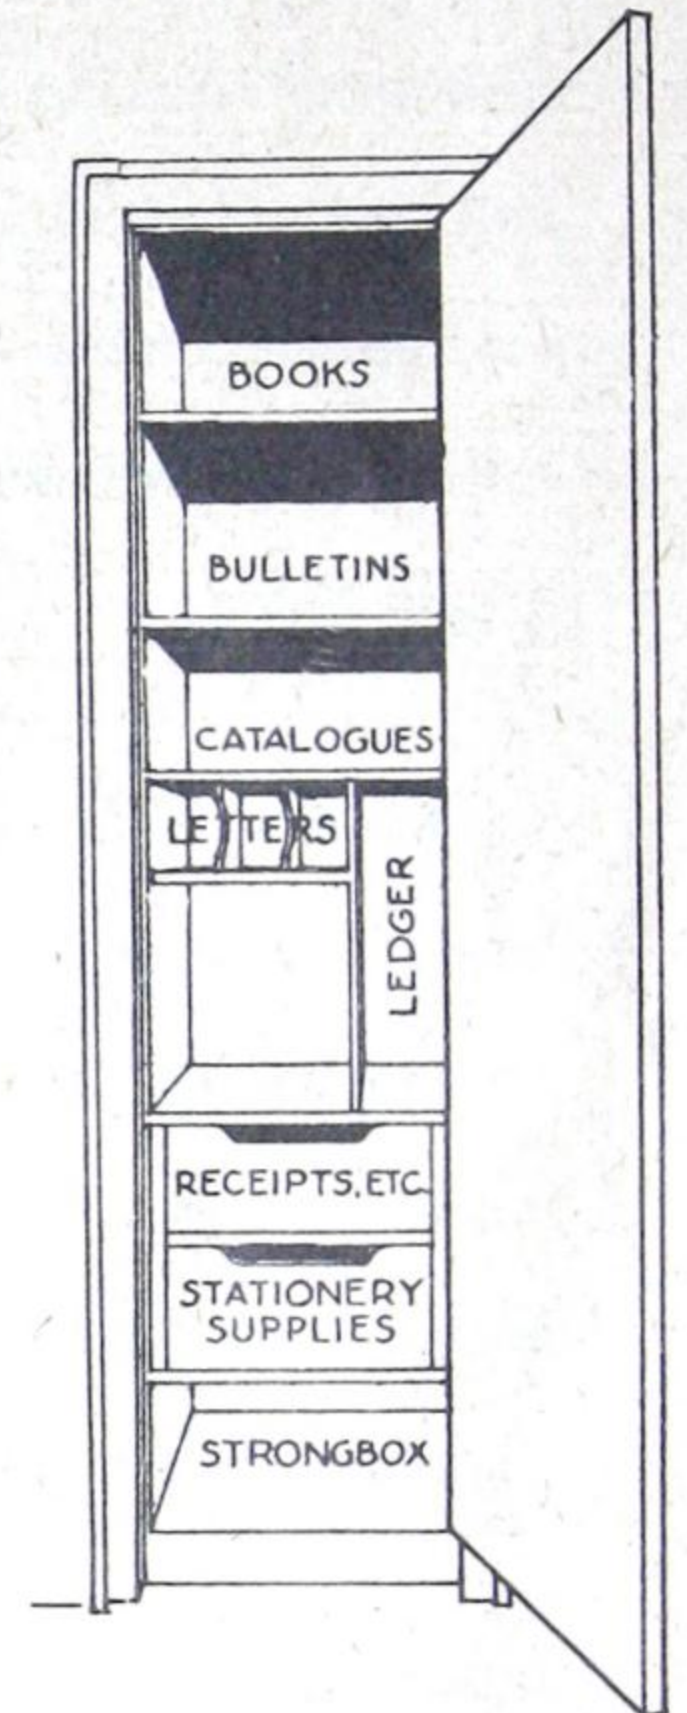 BOOKS
BULLETINS
CATALOGUES
LETTERS
LEDGER
RECEIPTS, ETC.
STATIONERY
SUPPLIES
STRONGBOX